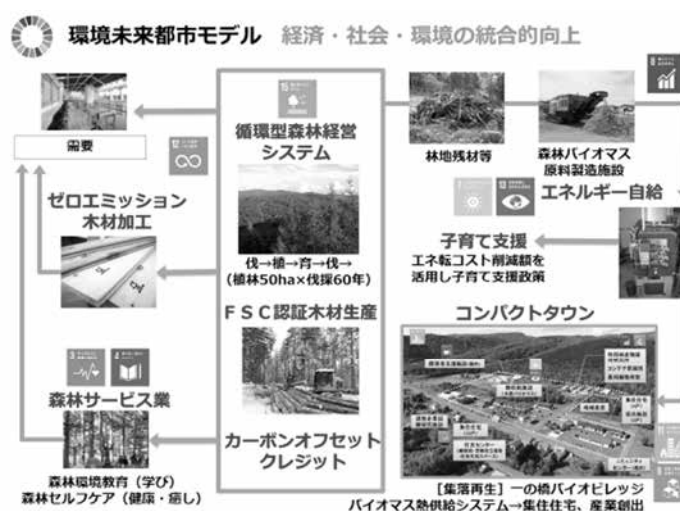 環境未来都市モデル 経済・社会・環境の統合的向上
需要
12
ゼロエミッション
木材加工
3
4
森林サービス業
森林環境教育（学び）
森林セルフケア（健康・癒し）
15
循環型森林経営
システム
伐→植→育→伐→
（植林50ha×伐採60年）
ＦＳＣ認証木材生産
カーボンオフセット
クレジット
林地残材等
森林バイオマス
原料製造施設
8
7
13
エネルギー自給
子育て支援
エネ転コスト削減額を
活用し子育て支援政策
コンパクトタウン
11
9
［集落再生］一の橋バイオビレッジ
バイオマス熱供給システム→集住住宅、産業創出